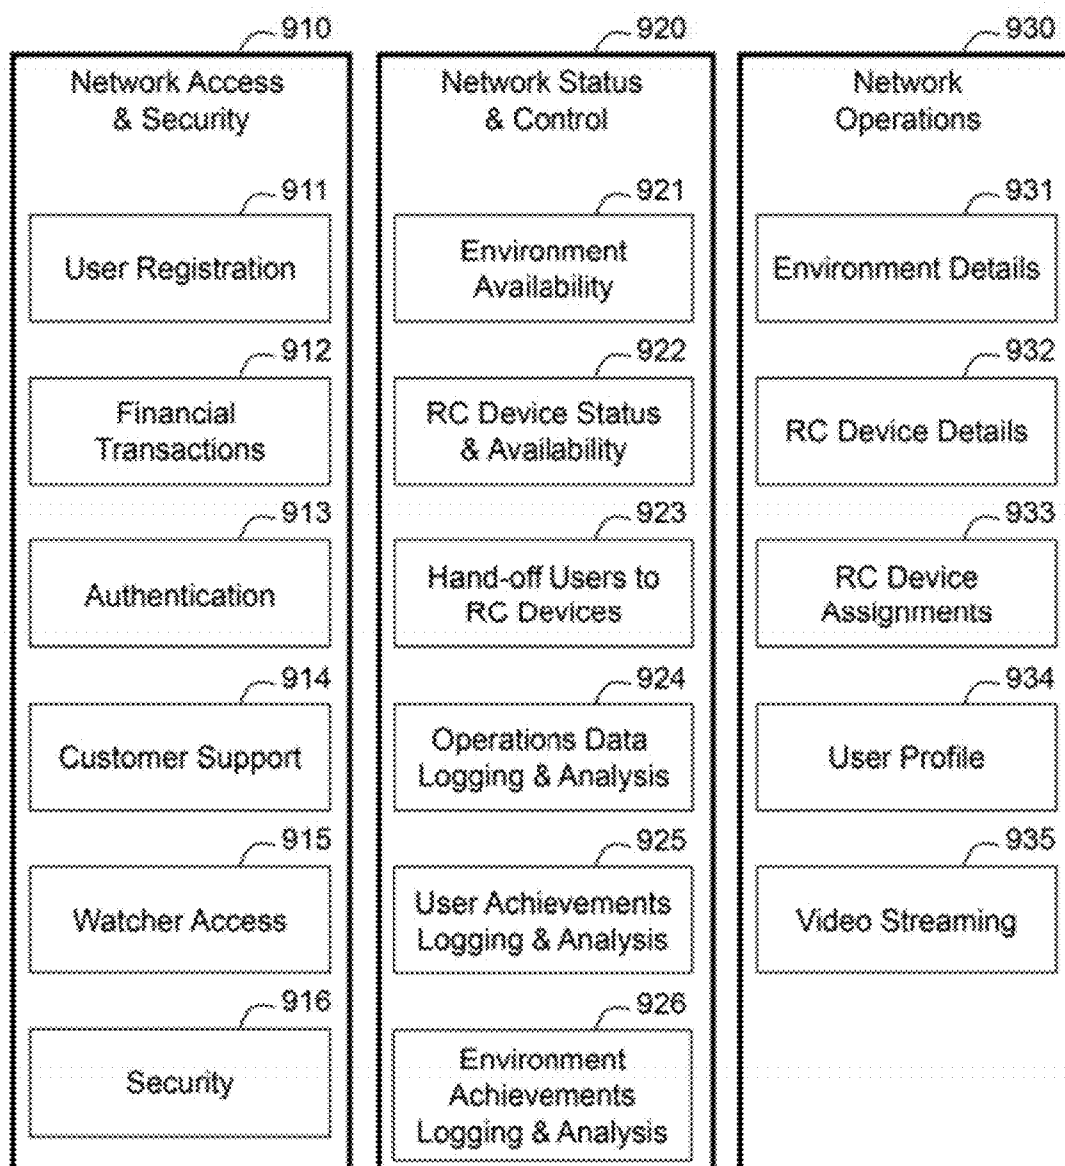 910
Network Access
& Security
911
User Registration
912
Financial
Transactions
913
Authentication
914
Customer Support
915
Watcher Access
916
Security
920
Network Status
& Control
921
Environment
Availability
922
RC Device Status
& Availability
923
Hand-off Users to
RC Devices
924
Operations Data
Logging & Analysis
925
User Achievements
Logging & Analysis
926
Environment
Achievements
Logging & Analysis
930
Network
Operations
931
Environment Details
932
RC Device Details
933
RC Device
Assignments
934
User Profile
935
Video Streaming